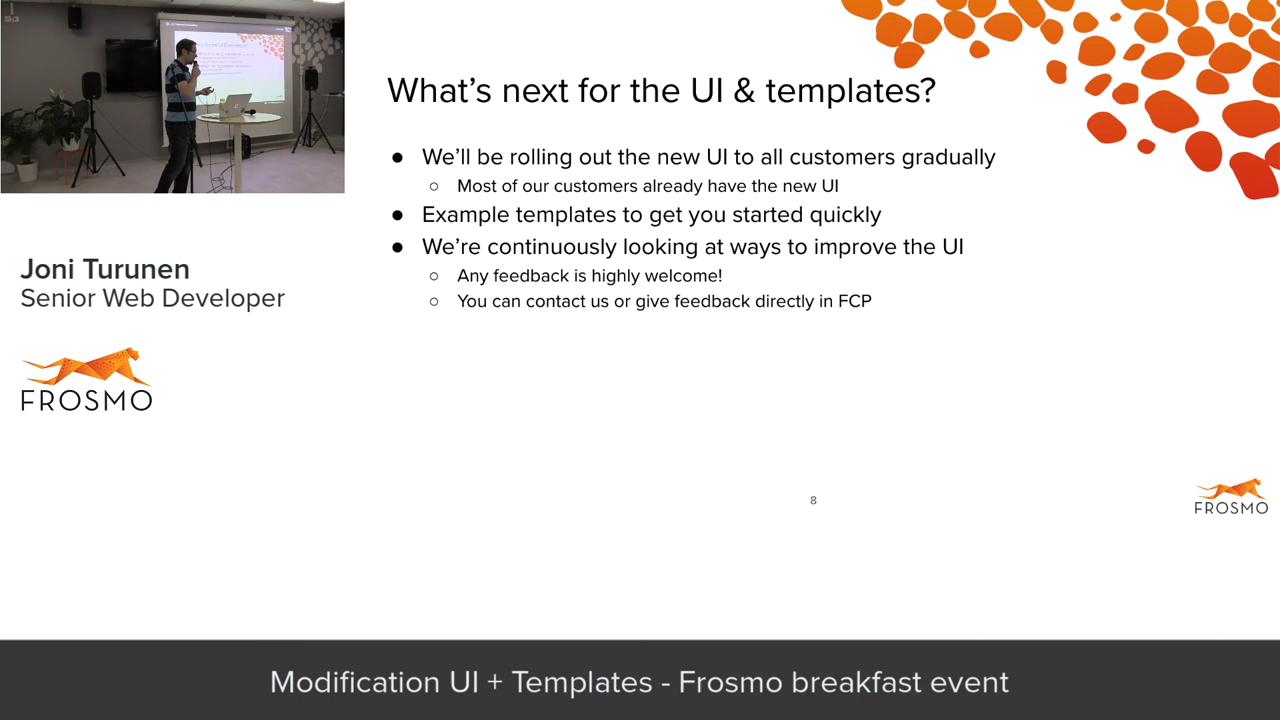 What's next for the UI & templates?
● We'll be rolling out the new UI to all customers gradually
○ Most of our customers already have the new UI
● Example templates to get you started quickly
● We're continuously looking at ways to improve the UI
○ Any feedback is highly welcome!
○ You can contact us or give feedback directly in FCP
Joni Turunen
Senior Web Developer
FROSMO
8
FROSMO
Modification UI + Templates - Frosmo breakfast event